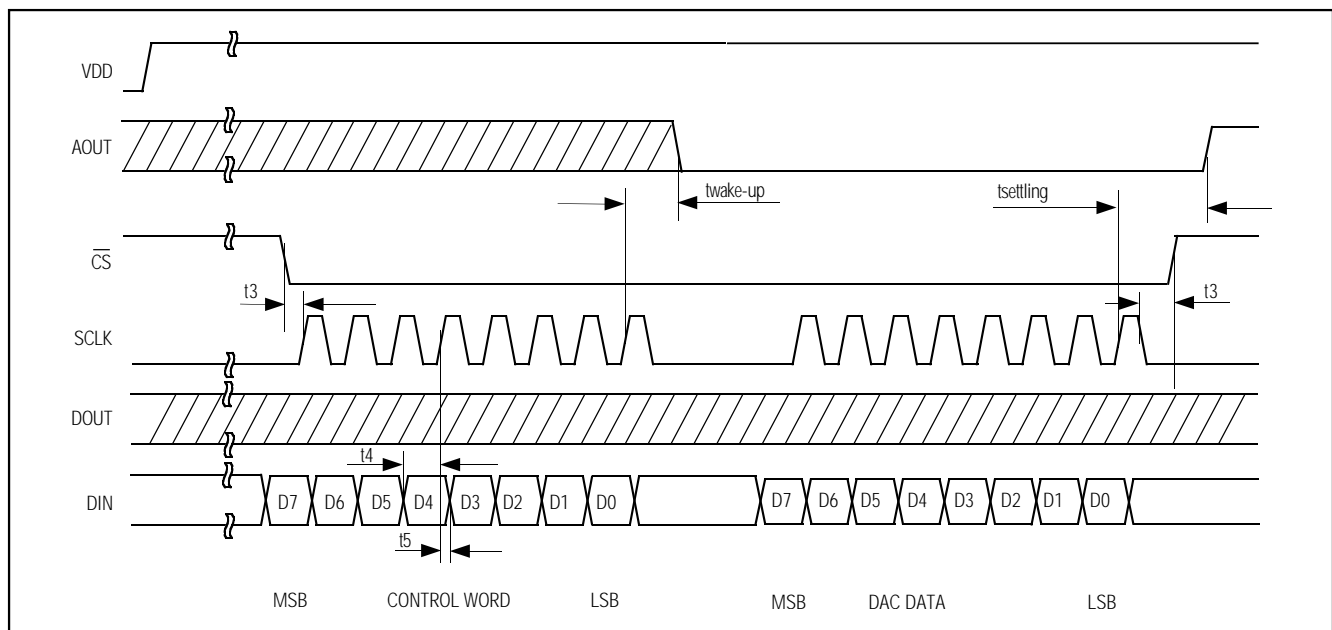 VDD
AOUT
twake-up
tsettling
CS
t3
t3
SCLK
DOUT
t4
DIN
D7 D6 D5 D4 D3 D2 D1 D0
D7 D6 D5 D4 D3 D2 D1 D0
t5
MSB CONTROL WORD LSB
MSB DAC DATA LSB